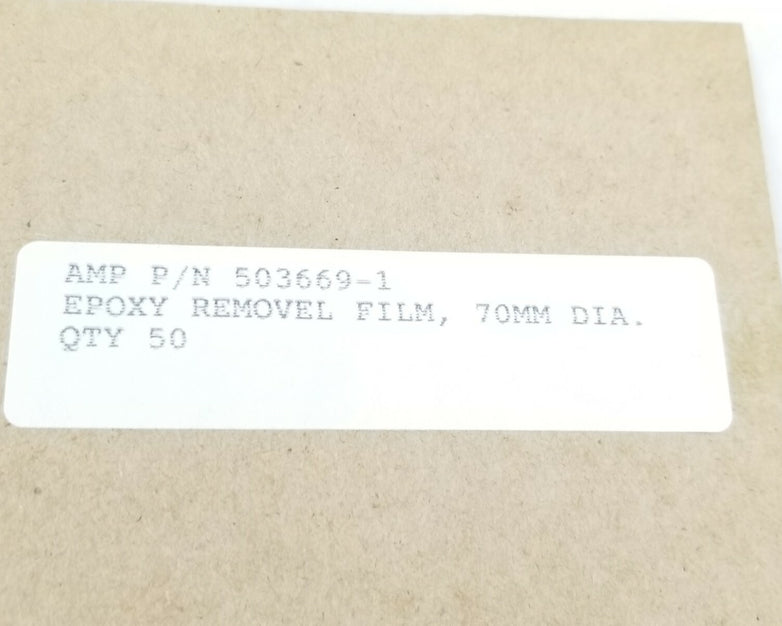 AMP P/N 503669-1
EPOXY REMOVEL FILM, 70MM DIA.
QTY 50